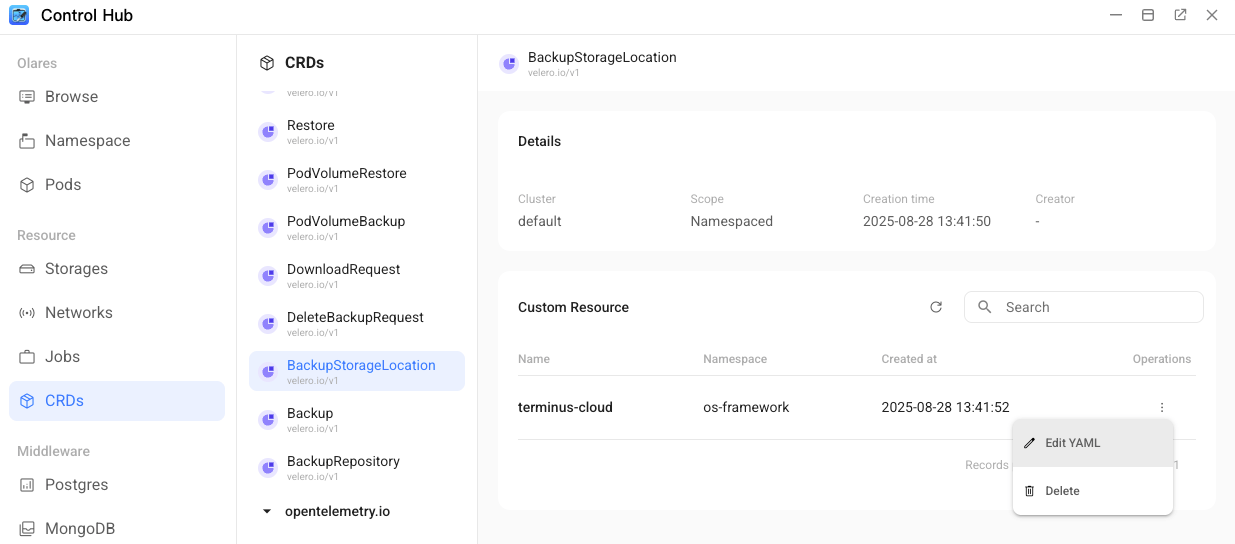 Control Hub
Olares
Browse
Namespace
Pods
Resource
Storages
Networks
Jobs
CRDs
Middleware
Postgres
MongoDB
CRDs
velero.io/v1
Restore
velero.io/v1
PodVolumeRestore
velero.io/v1
PodVolumeBackup
velero.io/v1
DownloadRequest
velero.io/v1
DeleteBackupRequest
velero.io/v1
BackupStorageLocation
velero.io/v1
Backup
velero.io/v1
BackupRepository
velero.io/v1
opentelemetry.io
BackupStorageLocation
velero.io/v1
Details
Cluster Scope Creation time Creator
default Namespaced 2025-08-28 13:41:50 -
Custom Resource Search
Name Namespace Created at Operations
terminus-cloud os-framework 2025-08-28 13:41:52
Edit YAML
Records 1
Delete